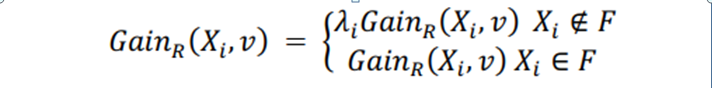 Gain_R(X_i, v) = { λ_i Gain_R(X_i, v) X_i ∉ F
Gain_R(X_i, v) X_i ∈ F